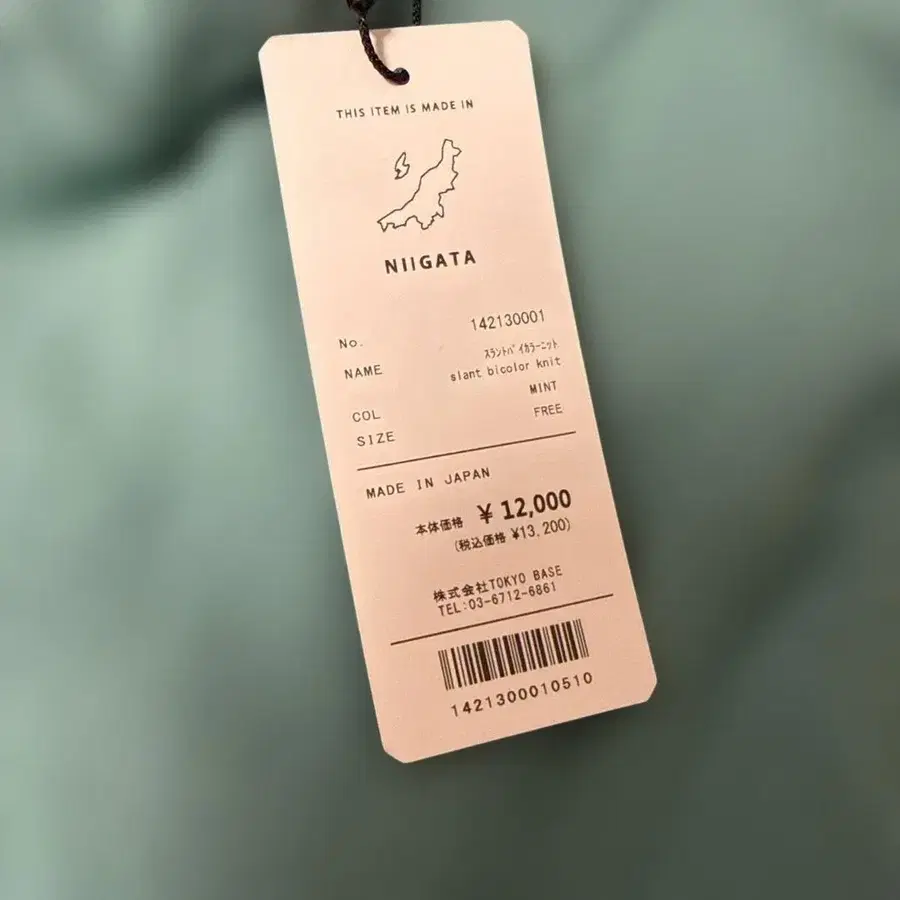 THIS ITEM IS MADE IN
NIIGATA
No. 142130001
NAME ｽﾗﾝﾄﾊﾞｲｶﾗｰﾆｯﾄ
slant bicolor knit
COL MINT
SIZE FREE
MADE IN JAPAN
本体価格 ¥ 12,000
(税込価格 ¥13,200)
株式会社TOKYO BASE
TEL:03-6712-6861
1421300010510